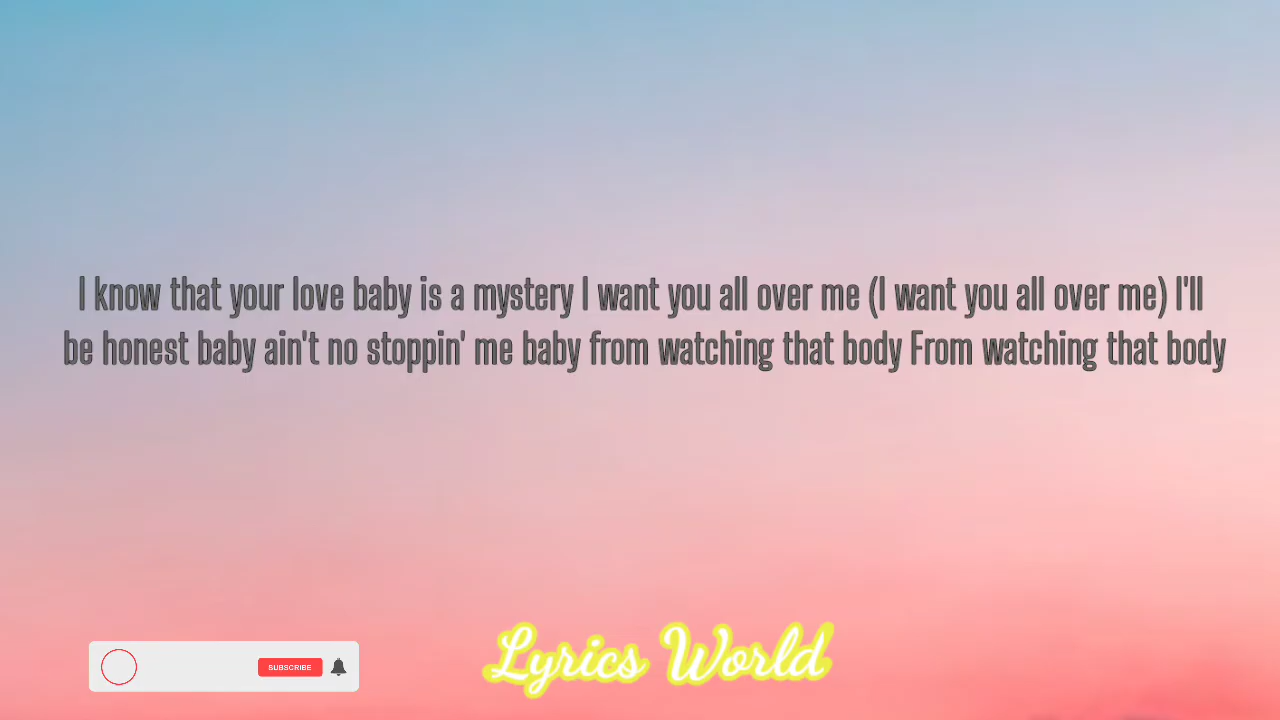 I know that your love baby is a mystery I want you all over me (I want you all over me) I'll
be honest baby ain't no stoppin' me baby from watching that body From watching that body
SUBSCRIBE
Lyrics World